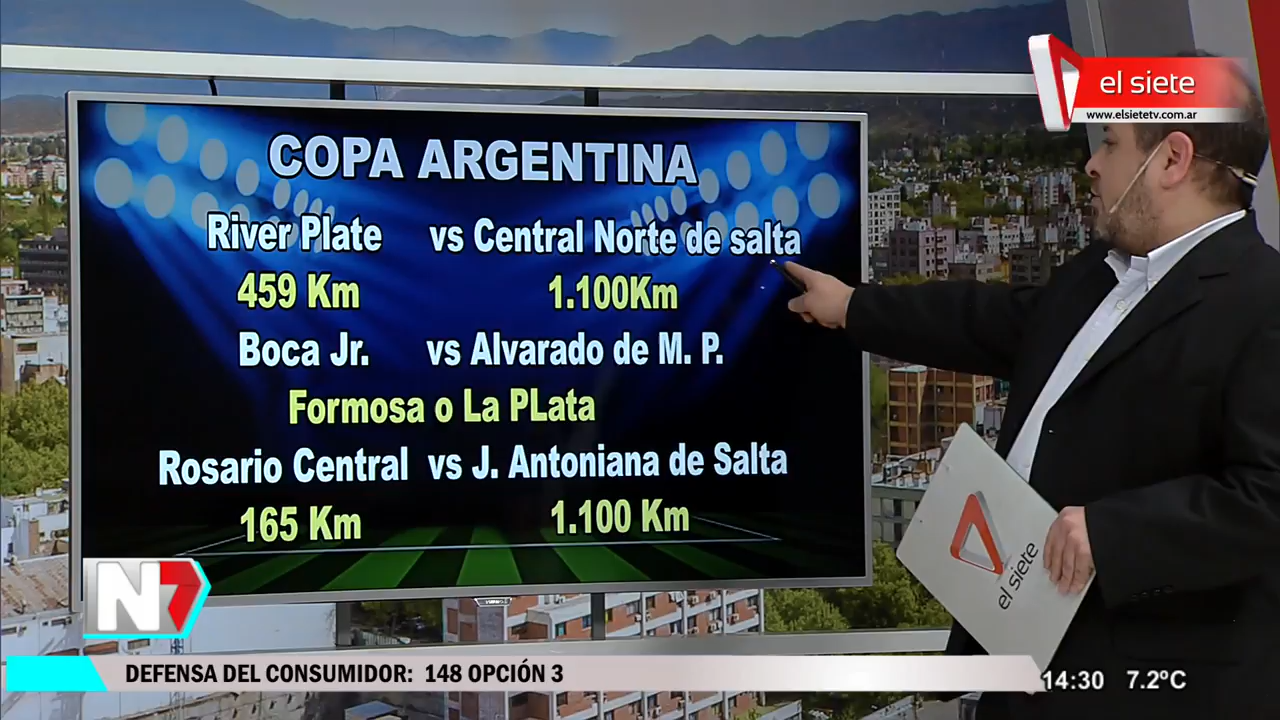 el siete
www.elsietetv.com.ar
COPA ARGENTINA
River Plate vs Central Norte de salta
459 Km 1.100Km
Boca Jr. vs Alvarado de M. P.
Formosa o La PLata
Rosario Central vs J. Antoniana de Salta
165 Km 1.100 Km
el siete
N7
DEFENSA DEL CONSUMIDOR: 148 OPCIÓN 3
14:30 7.2°C